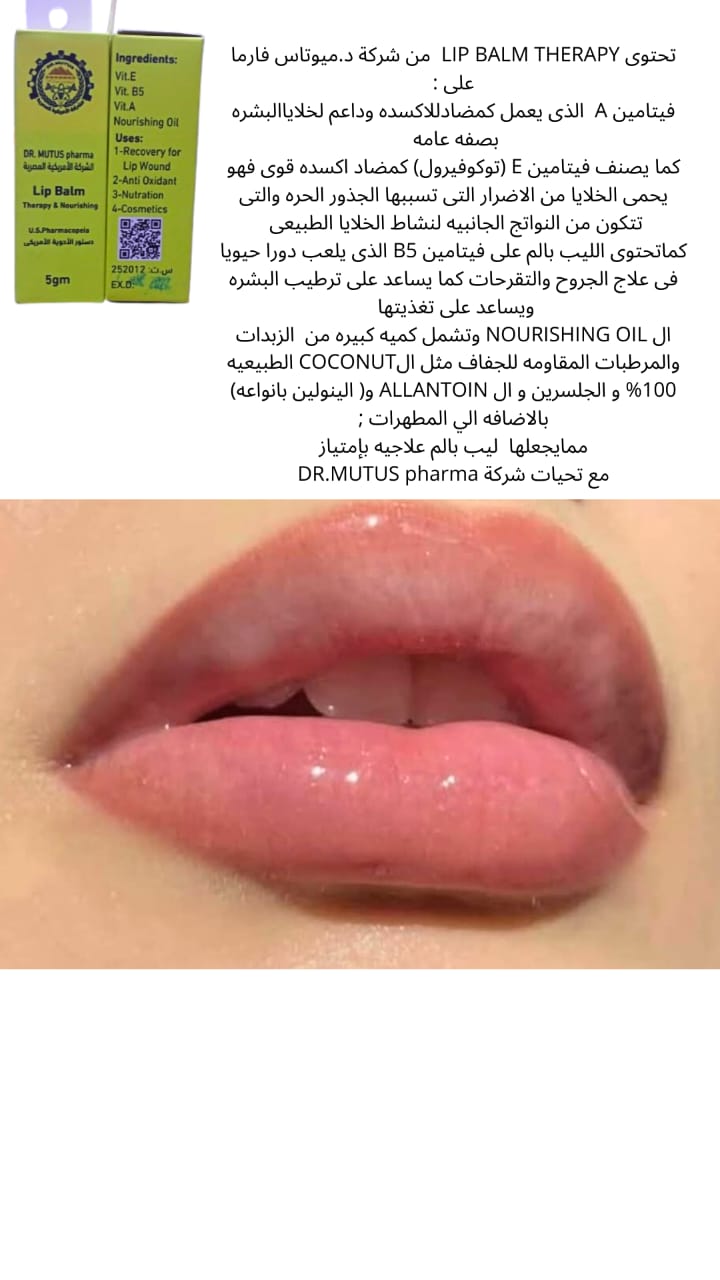 Ingredients:
Vit.E
Vit. B5
Vit.A
Nourishing Oil
Uses:
1-Recovery for
Lip Wound
2-Anti Oxidant
3-Nutration
4-Cosmetics
س.ت: 252012
EX.D:
DR. MUTUS pharma
الشركة الأمريكية المصرية
Lip Balm
Therapy & Nourishing
U.S.Pharmacopeia
دستور الأدوية الأمريكى
5gm
تحتوى LIP BALM THERAPY من شركة د.ميوتاس فارما
على :
فيتامين A الذى يعمل كمضادللاكسده وداعم لخلاياالبشره
بصفه عامه
كما يصنف فيتامين E (توكوفيرول) كمضاد اكسده قوى فهو
يحمى الخلايا من الاضرار التى تسببها الجذور الحره والتى
تتكون من النواتج الجانبيه لنشاط الخلايا الطبيعى
كماتحتوى الليب بالم على فيتامين B5 الذى يلعب دورا حيويا
فى علاج الجروح والتقرحات كما يساعد على ترطيب البشره
ويساعد على تغذيتها
ال NOURISHING OIL وتشمل كميه كبيره من الزبدات
والمرطبات المقاومه للجفاف مثل الCOCONUT الطبيعيه
100% و الجلسرين و ال ALLANTOIN و( الينولين بانواعه)
بالاضافه الي المطهرات ;
ممايجعلها ليب بالم علاجيه بإمتياز
مع تحيات شركة DR.MUTUS pharma